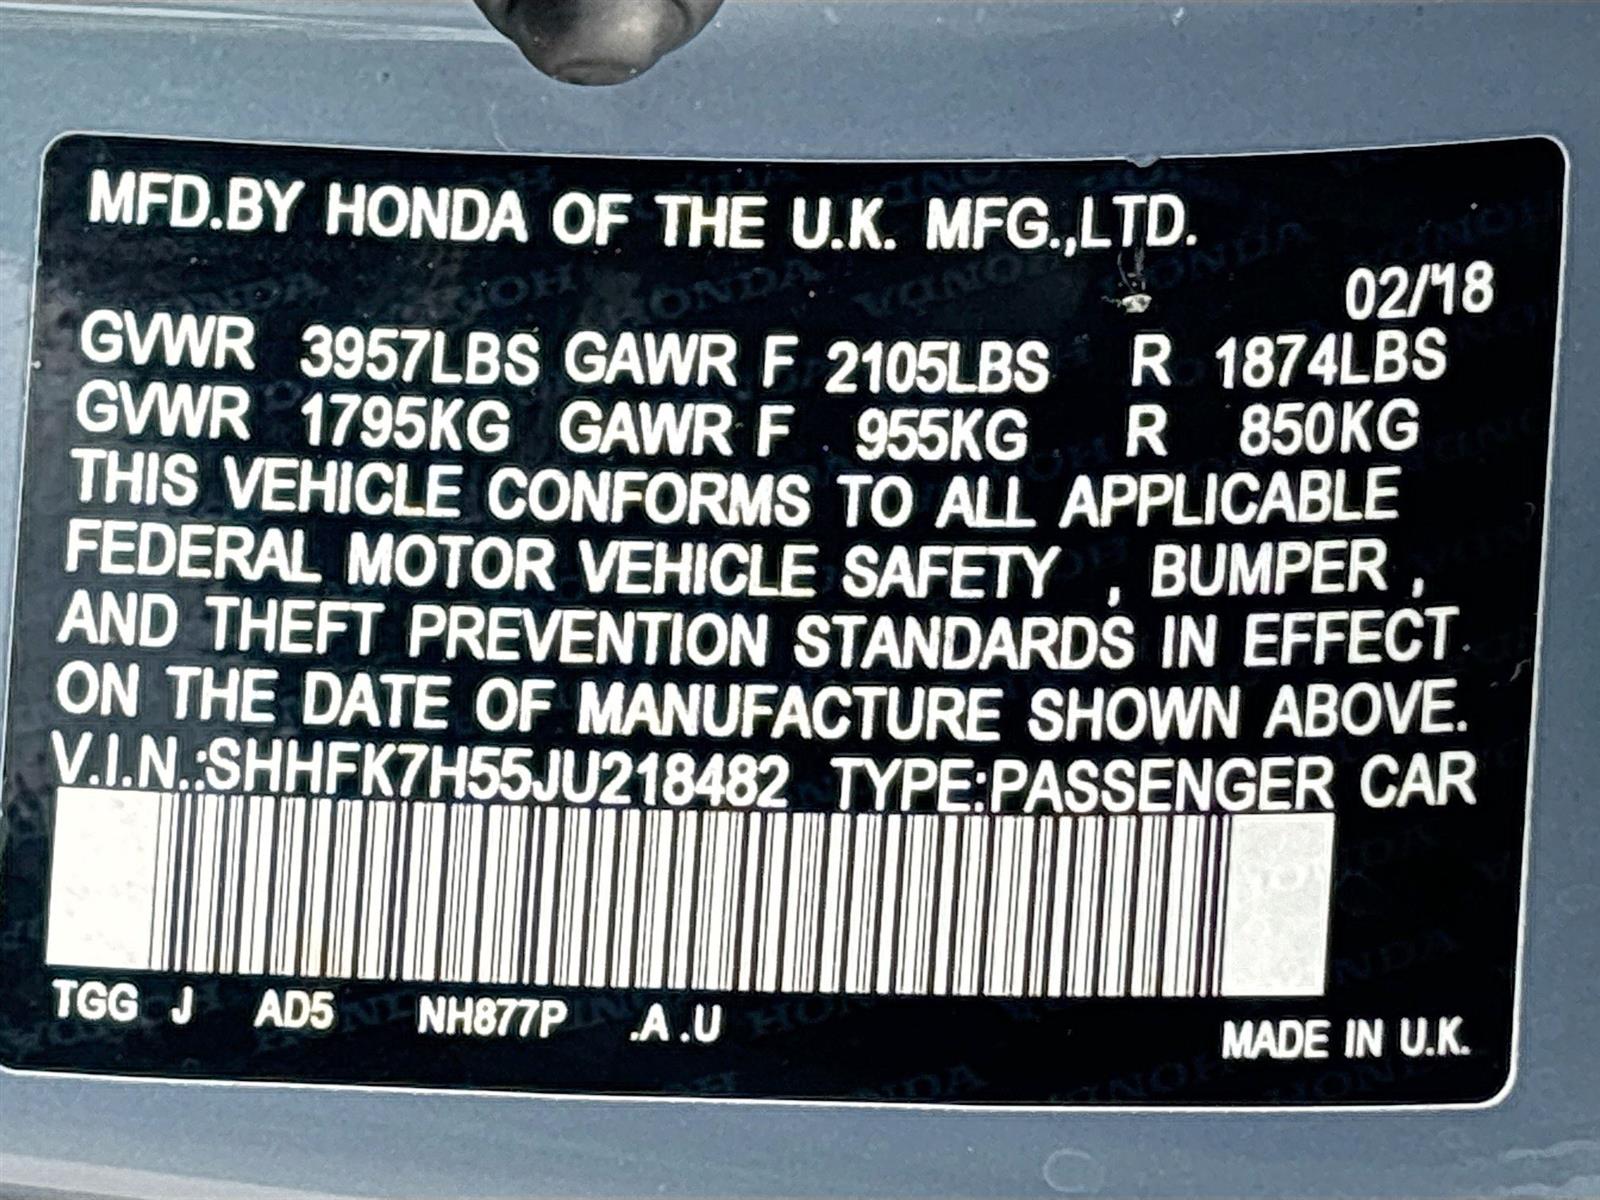 MFD.BY HONDA OF THE U.K. MFG.,LTD.
02/'18
GVWR 3957LBS GAWR F 2105LBS R 1874LBS
GVWR 1795KG GAWR F 955KG R 850KG
THIS VEHICLE CONFORMS TO ALL APPLICABLE
FEDERAL MOTOR VEHICLE SAFETY , BUMPER ,
AND THEFT PREVENTION STANDARDS IN EFFECT
ON THE DATE OF MANUFACTURE SHOWN ABOVE.
V.I.N.:SHHFK7H55JU218482 TYPE:PASSENGER CAR
TGG J AD5 NH877P .A .U
MADE IN U.K.